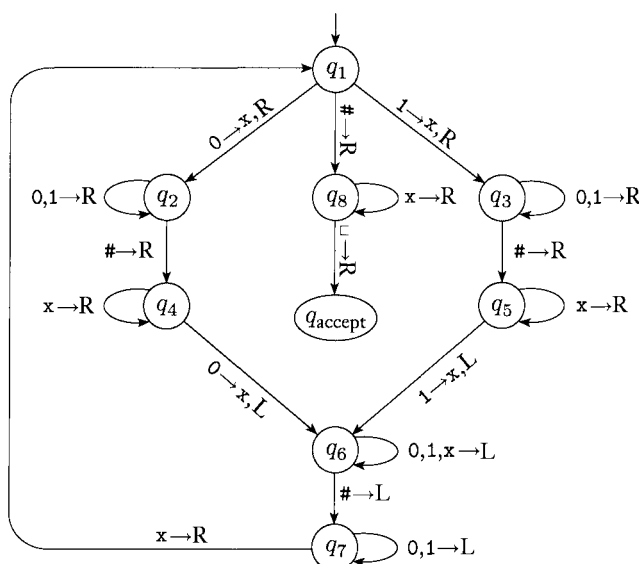 q1
0→x,R
#→R
1→x,R
0,1→R
q2
q8
x→R
q3
0,1→R
#→R
⊔→R
#→R
x→R
q4
qaccept
q5
x→R
0→x,L
1→x,L
q6
0,1,x→L
#→L
x→R
q7
0,1→L